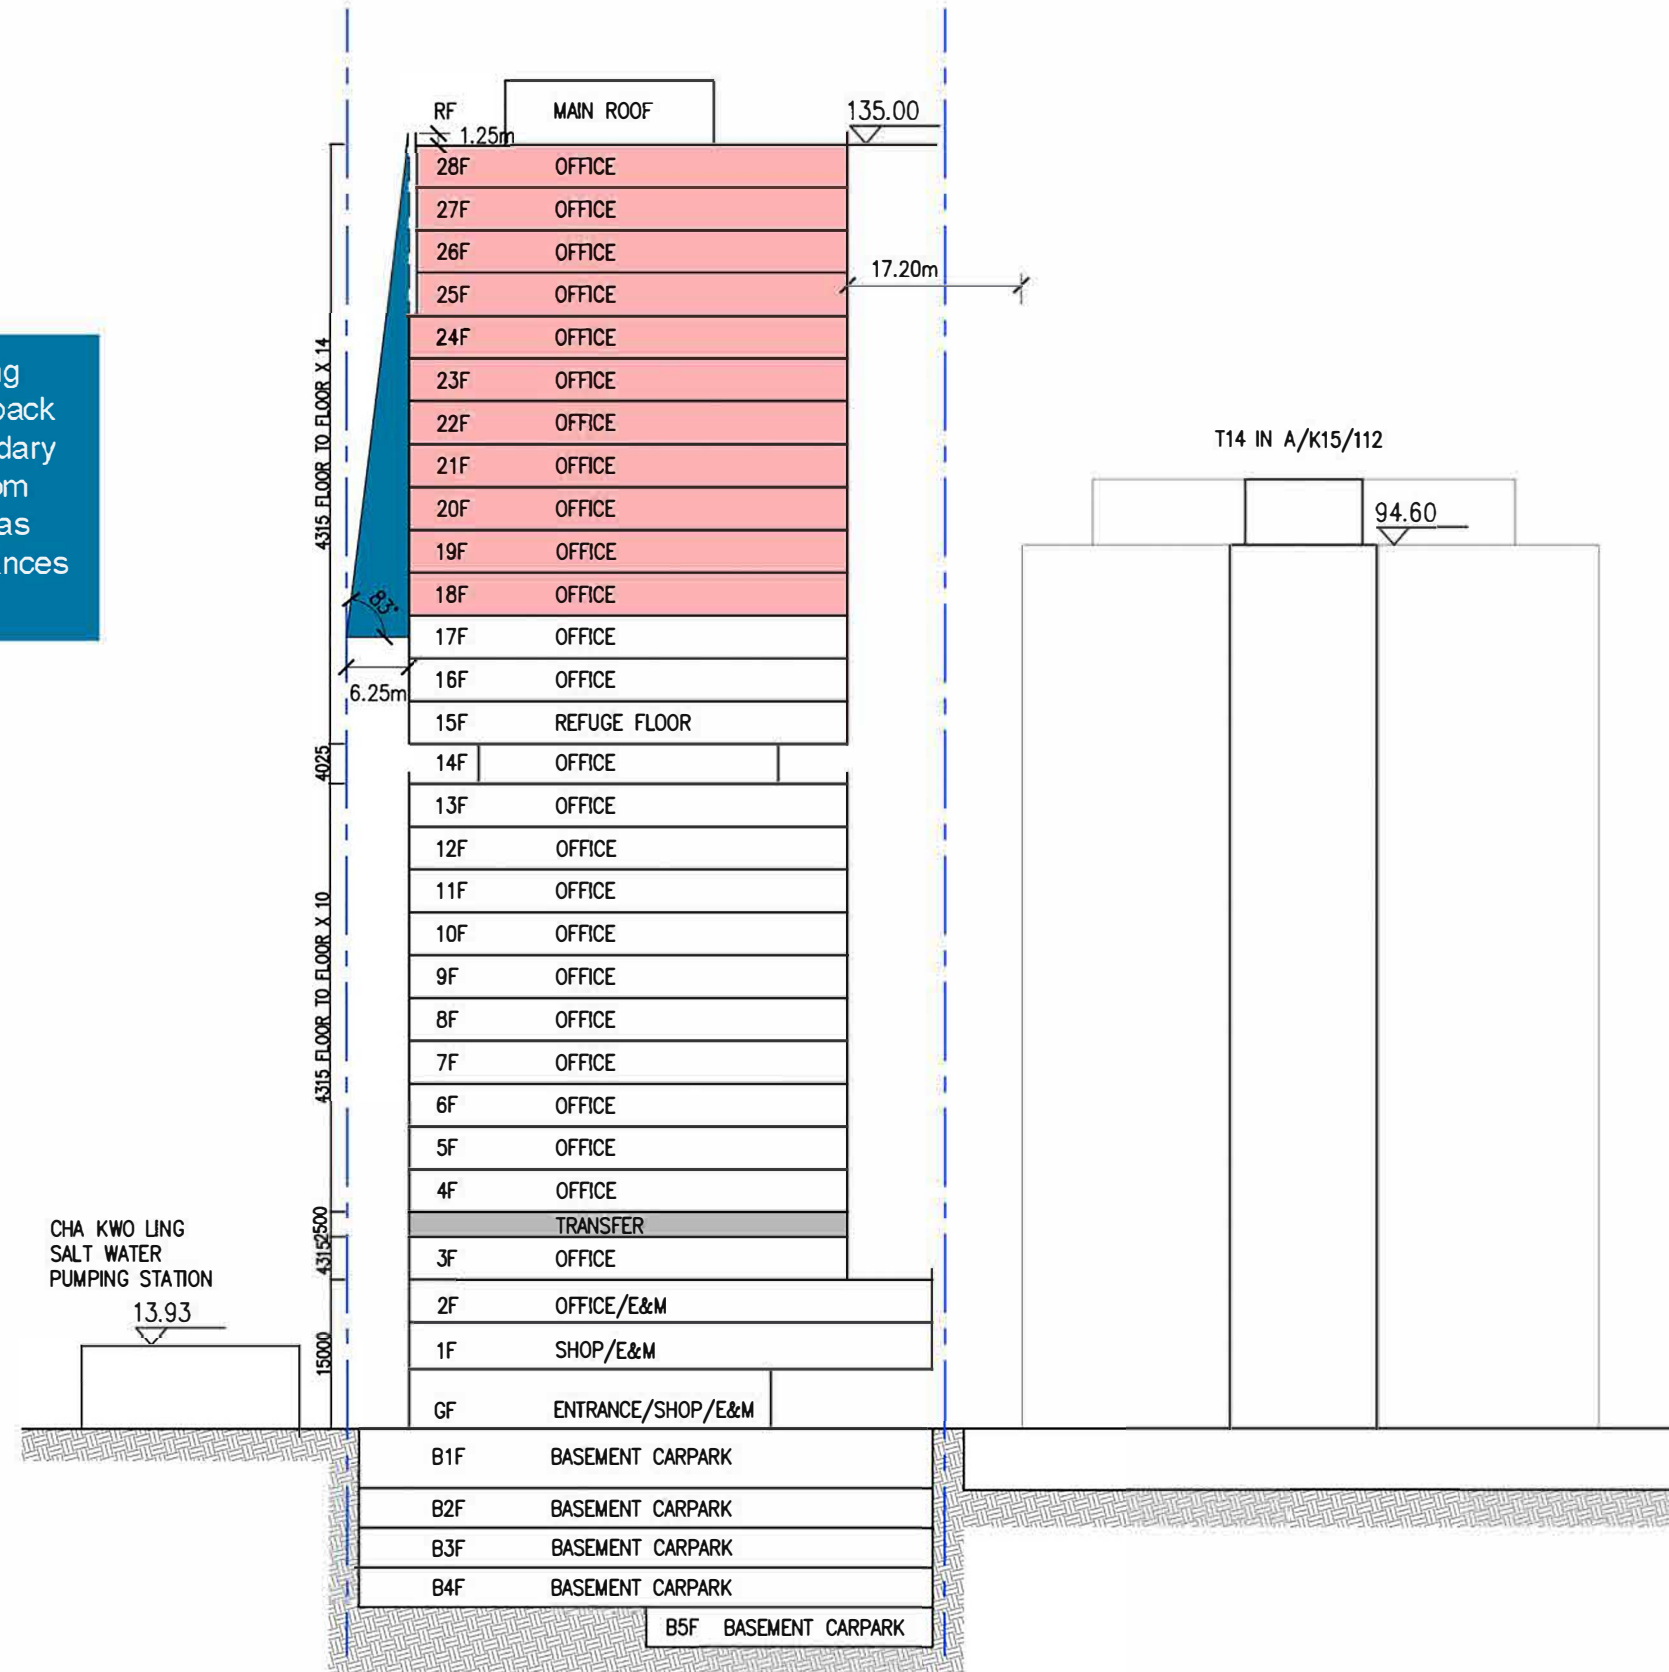 RF MAIN ROOF
135.00
1.25m
28F OFFICE
27F OFFICE
26F OFFICE
25F OFFICE
17.20m
24F OFFICE
23F OFFICE
22F OFFICE
21F OFFICE
20F OFFICE
19F OFFICE
18F OFFICE
17F OFFICE
16F OFFICE
15F REFUGE FLOOR
14F OFFICE
13F OFFICE
12F OFFICE
11F OFFICE
10F OFFICE
9F OFFICE
8F OFFICE
7F OFFICE
6F OFFICE
5F OFFICE
4F OFFICE
TRANSFER
3F OFFICE
2F OFFICE/E&M
1F SHOP/E&M
GF ENTRANCE/SHOP/E&M
B1F BASEMENT CARPARK
B2F BASEMENT CARPARK
B3F BASEMENT CARPARK
B4F BASEMENT CARPARK
B5F BASEMENT CARPARK
83°
6.25m
4315 FLOOR TO FLOOR X 14
4025
4315 FLOOR TO FLOOR X 10
2500
4315
15000
CHA KWO LING
SALT WATER
PUMPING STATION
13.93
T14 IN A/K15/112
94.60